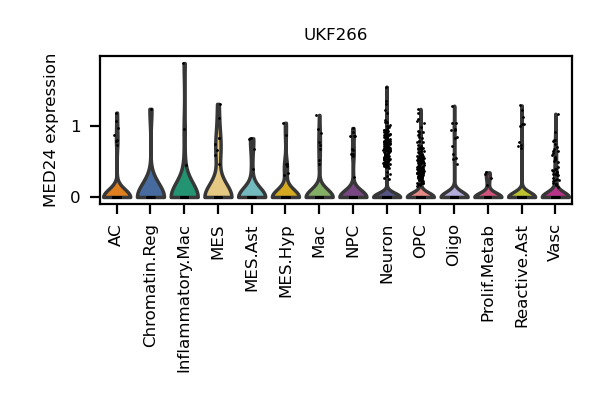 UKF266
MED24 expression
1
0
AC
Chromatin.Reg
Inflammatory.Mac
MES
MES.Ast
MES.Hyp
Mac
NPC
Neuron
OPC
Oligo
Prolif.Metab
Reactive.Ast
Vasc